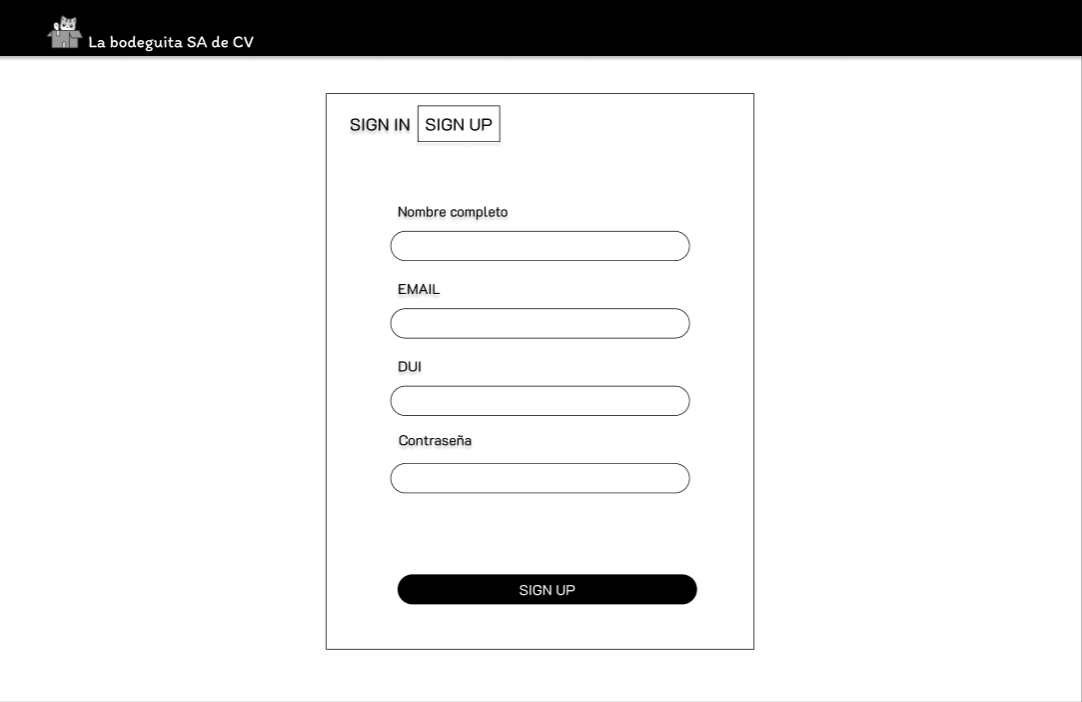 La bodeguita SA de CV
SIGN IN SIGN UP
Nombre completo
EMAIL
DUI
Contraseña
SIGN UP